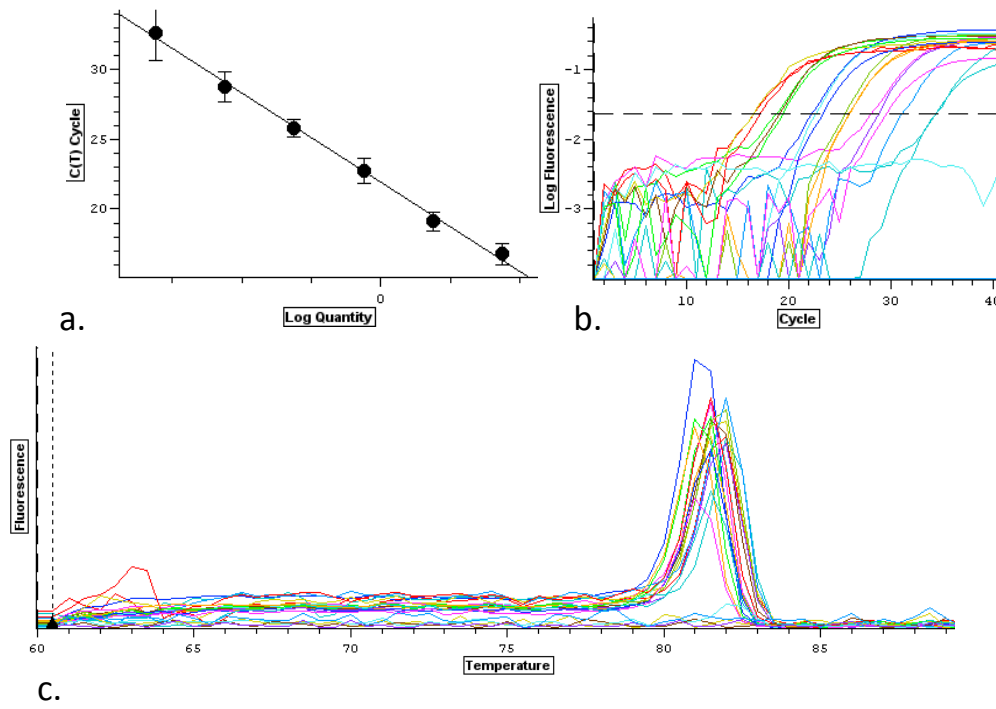 30
25
20
C(T) Cycle
0
Log Quantity
a.
-1
-2
-3
Log Fluorescence
10
20
30
40
Cycle
b.
Fluorescence
60
65
70
75
80
85
Temperature
c.